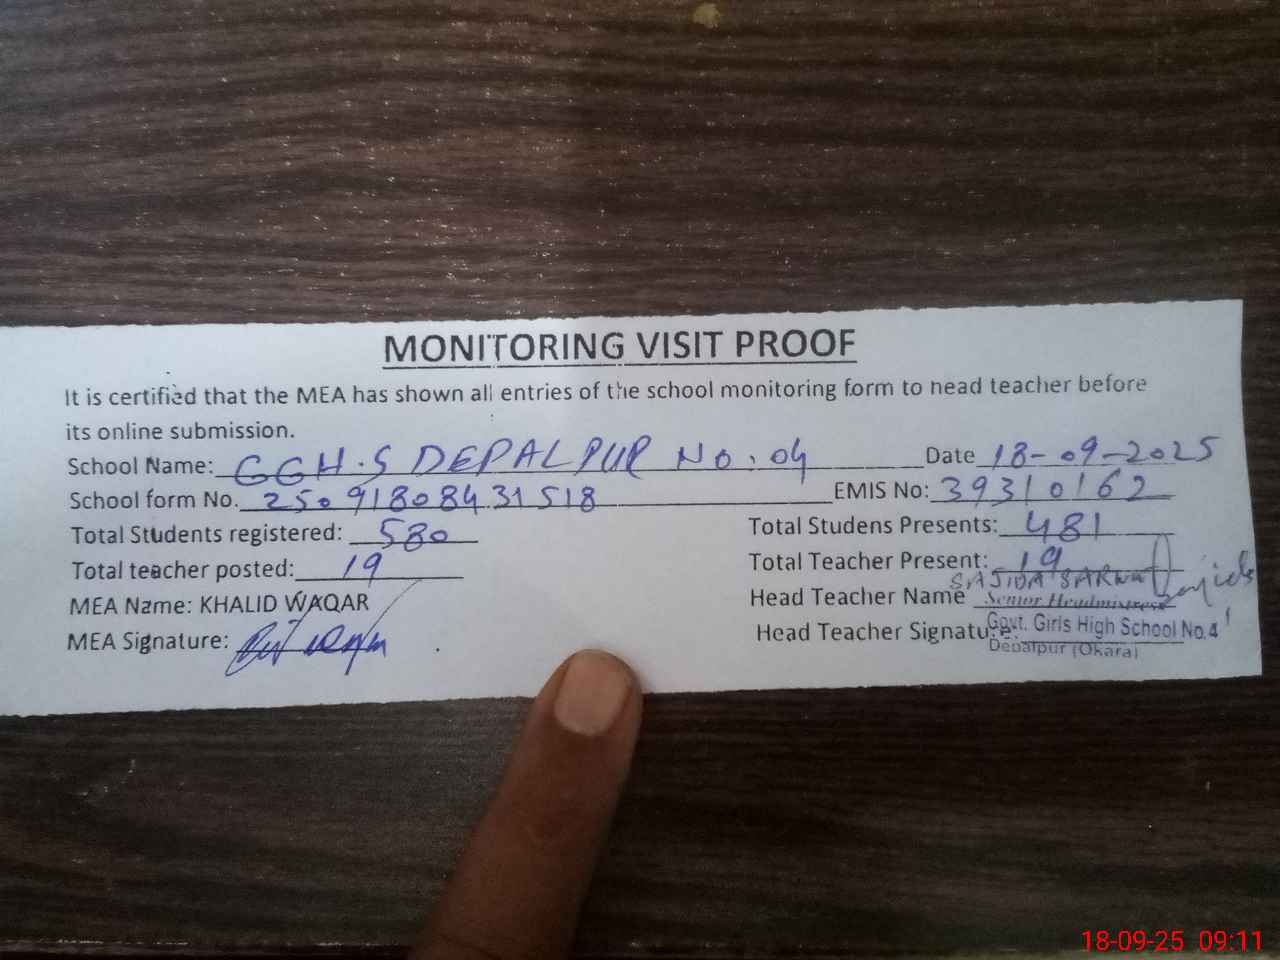 MONITORING VISIT PROOF
It is certified that the MEA has shown all entries of the school monitoring form to head teacher before
its online submission.
School Name: GGH.S DEPALPUR No. 04 Date 18-09-2025
School form No. 25091808431518 EMIS No: 39310162
Total Students registered: 580 Total Studens Presents: 481
Total teacher posted: 19 Total Teacher Present: 19
SAJIDA SARWAR
MEA Name: KHALID WAQAR Head Teacher Name Senior Headmistress
MEA Signature: Head Teacher Signature: Govt. Girls High School No.4
Depalpur (Okara)
18-09-25 09:11